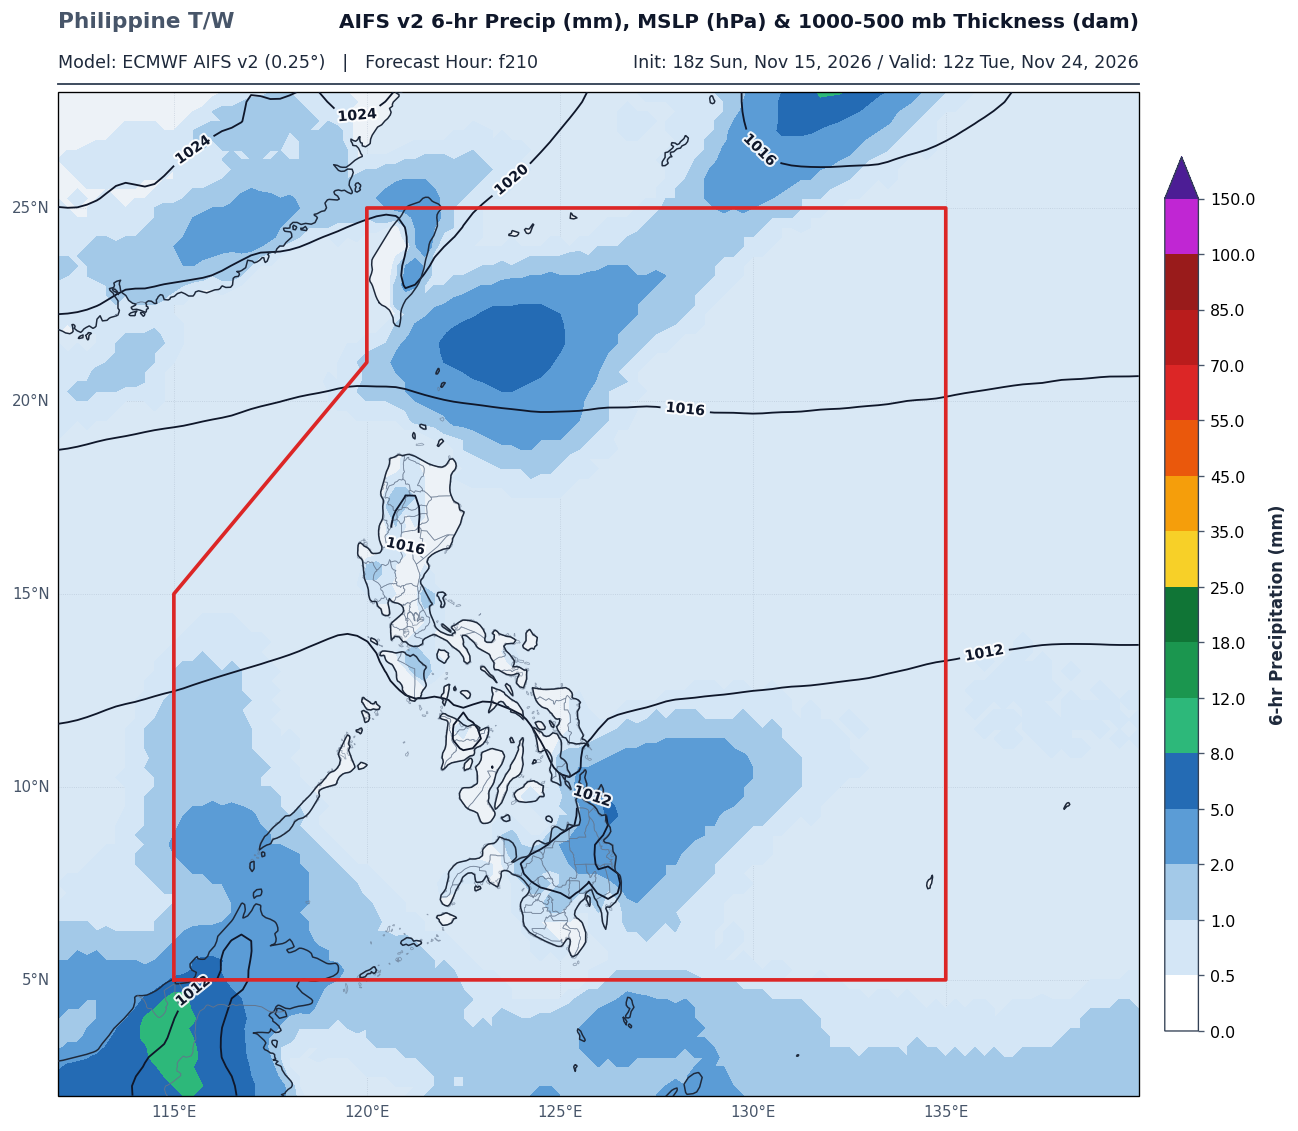 Philippine T/W
AIFS v2 6-hr Precip (mm), MSLP (hPa) & 1000-500 mb Thickness (dam)
Model: ECMWF AIFS v2 (0.25°) | Forecast Hour: f210
Init: 18z Sun, Nov 15, 2026 / Valid: 12z Tue, Nov 24, 2026
1024
1024
1020
1016
1016
1016
1012
1012
1012
25°N
20°N
15°N
10°N
5°N
115°E
120°E
125°E
130°E
135°E
150.0
100.0
85.0
70.0
55.0
45.0
35.0
25.0
18.0
12.0
8.0
5.0
2.0
1.0
0.5
0.0
6-hr Precipitation (mm)